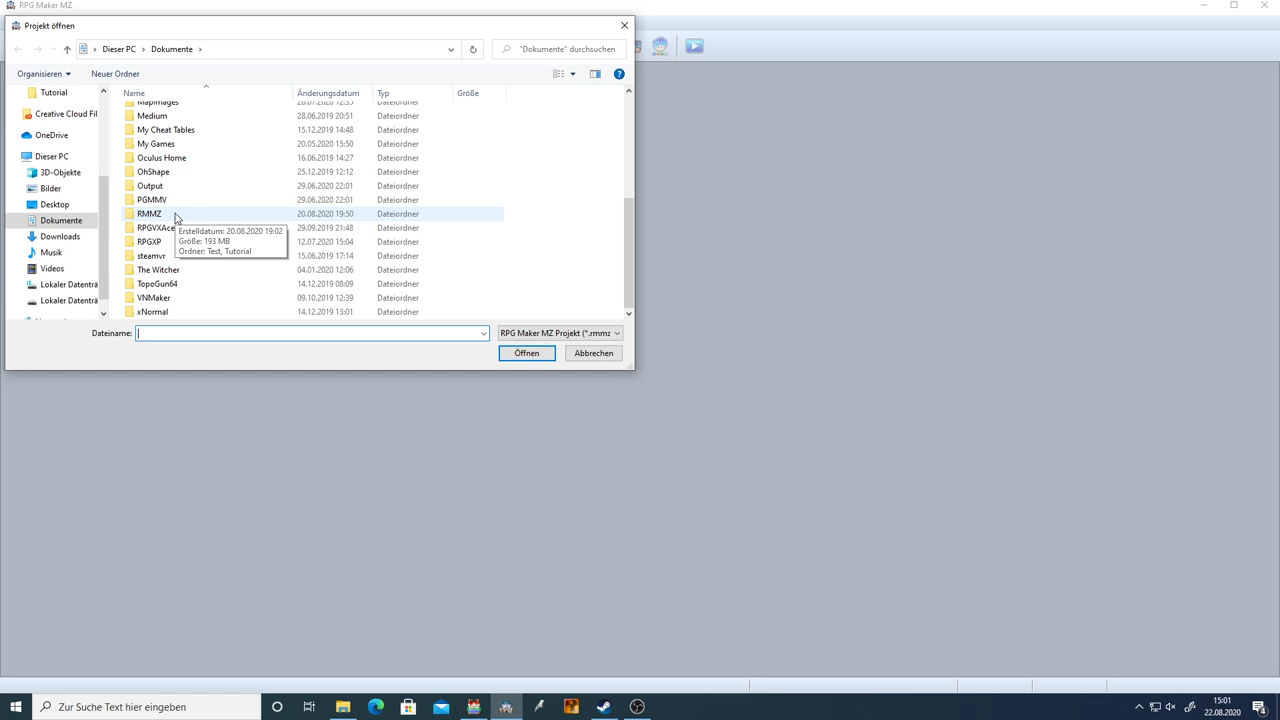 RPG Maker MZ
Projekt öffnen
Dieser PC
Dokumente
"Dokumente" durchsuchen
Organisieren
Neuer Ordner
Name
Änderungsdatum
Typ
Größe
Tutorial
Creative Cloud Fil
OneDrive
Dieser PC
3D-Objekte
Bilder
Desktop
Dokumente
Downloads
Musik
Videos
Lokaler Datenträ
Lokaler Datenträ
MapImages 26.07.2020 12:35 Dateiordner
Medium 28.06.2019 20:51 Dateiordner
My Cheat Tables 15.12.2019 14:48 Dateiordner
My Games 20.05.2020 15:50 Dateiordner
Oculus Home 16.06.2019 14:27 Dateiordner
OhShape 25.12.2019 12:12 Dateiordner
Output 29.06.2020 22:01 Dateiordner
PGMMV 29.06.2020 22:01 Dateiordner
RMMZ 20.08.2020 19:50 Dateiordner
RPGVXAce 29.09.2019 21:48 Dateiordner
RPGXP 12.07.2020 15:04 Dateiordner
steamvr 15.06.2019 17:14 Dateiordner
The Witcher 04.01.2020 12:06 Dateiordner
TopoGun64 14.12.2019 08:09 Dateiordner
VNMaker 09.10.2019 12:39 Dateiordner
xNormal 14.12.2019 13:01 Dateiordner
Erstelldatum: 20.08.2020 19:02
Größe: 193 MB
Ordner: Test, Tutorial
Dateiname:
RPG Maker MZ Projekt (*.rmmz
Öffnen
Abbrechen
Zur Suche Text hier eingeben
15:01
22.08.2020
4